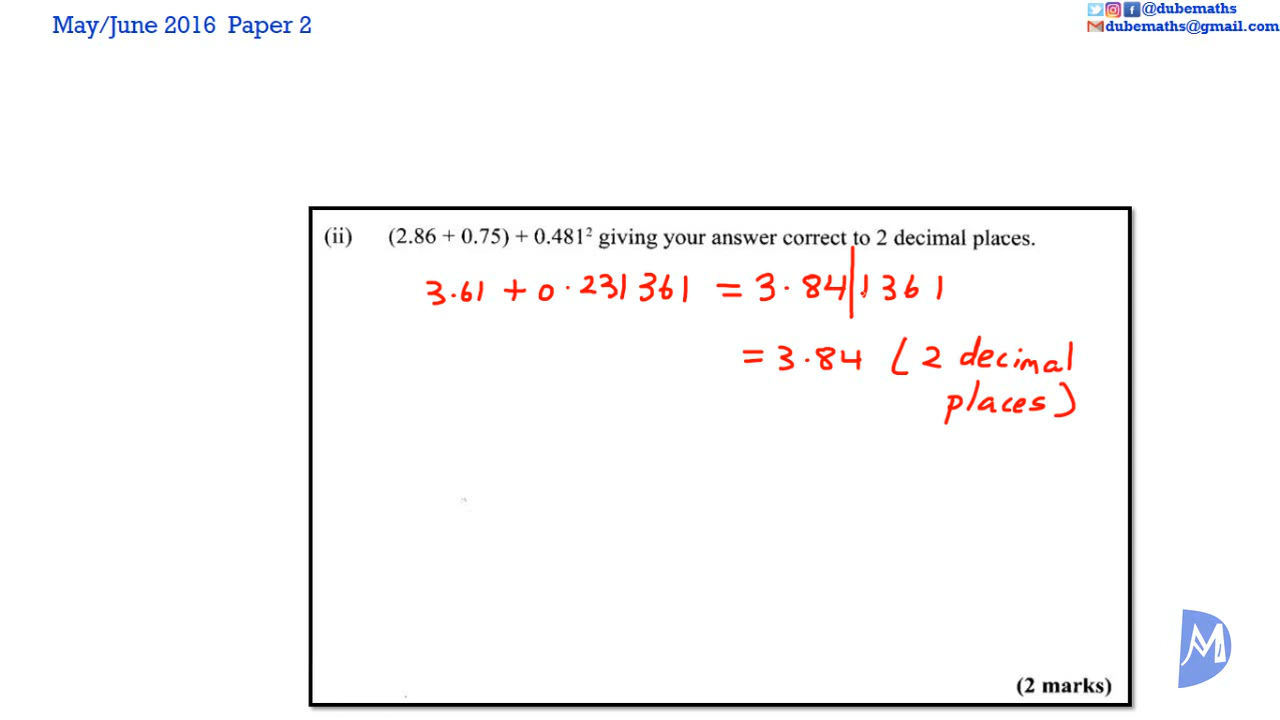 May/June 2016 Paper 2
@dubemaths
dubemaths@gmail.com
(ii) (2.86 + 0.75) + 0.481² giving your answer correct to 2 decimal places.
3.61 + 0.231361 = 3.84|1361
= 3.84 (2 decimal
places)
(2 marks)
M